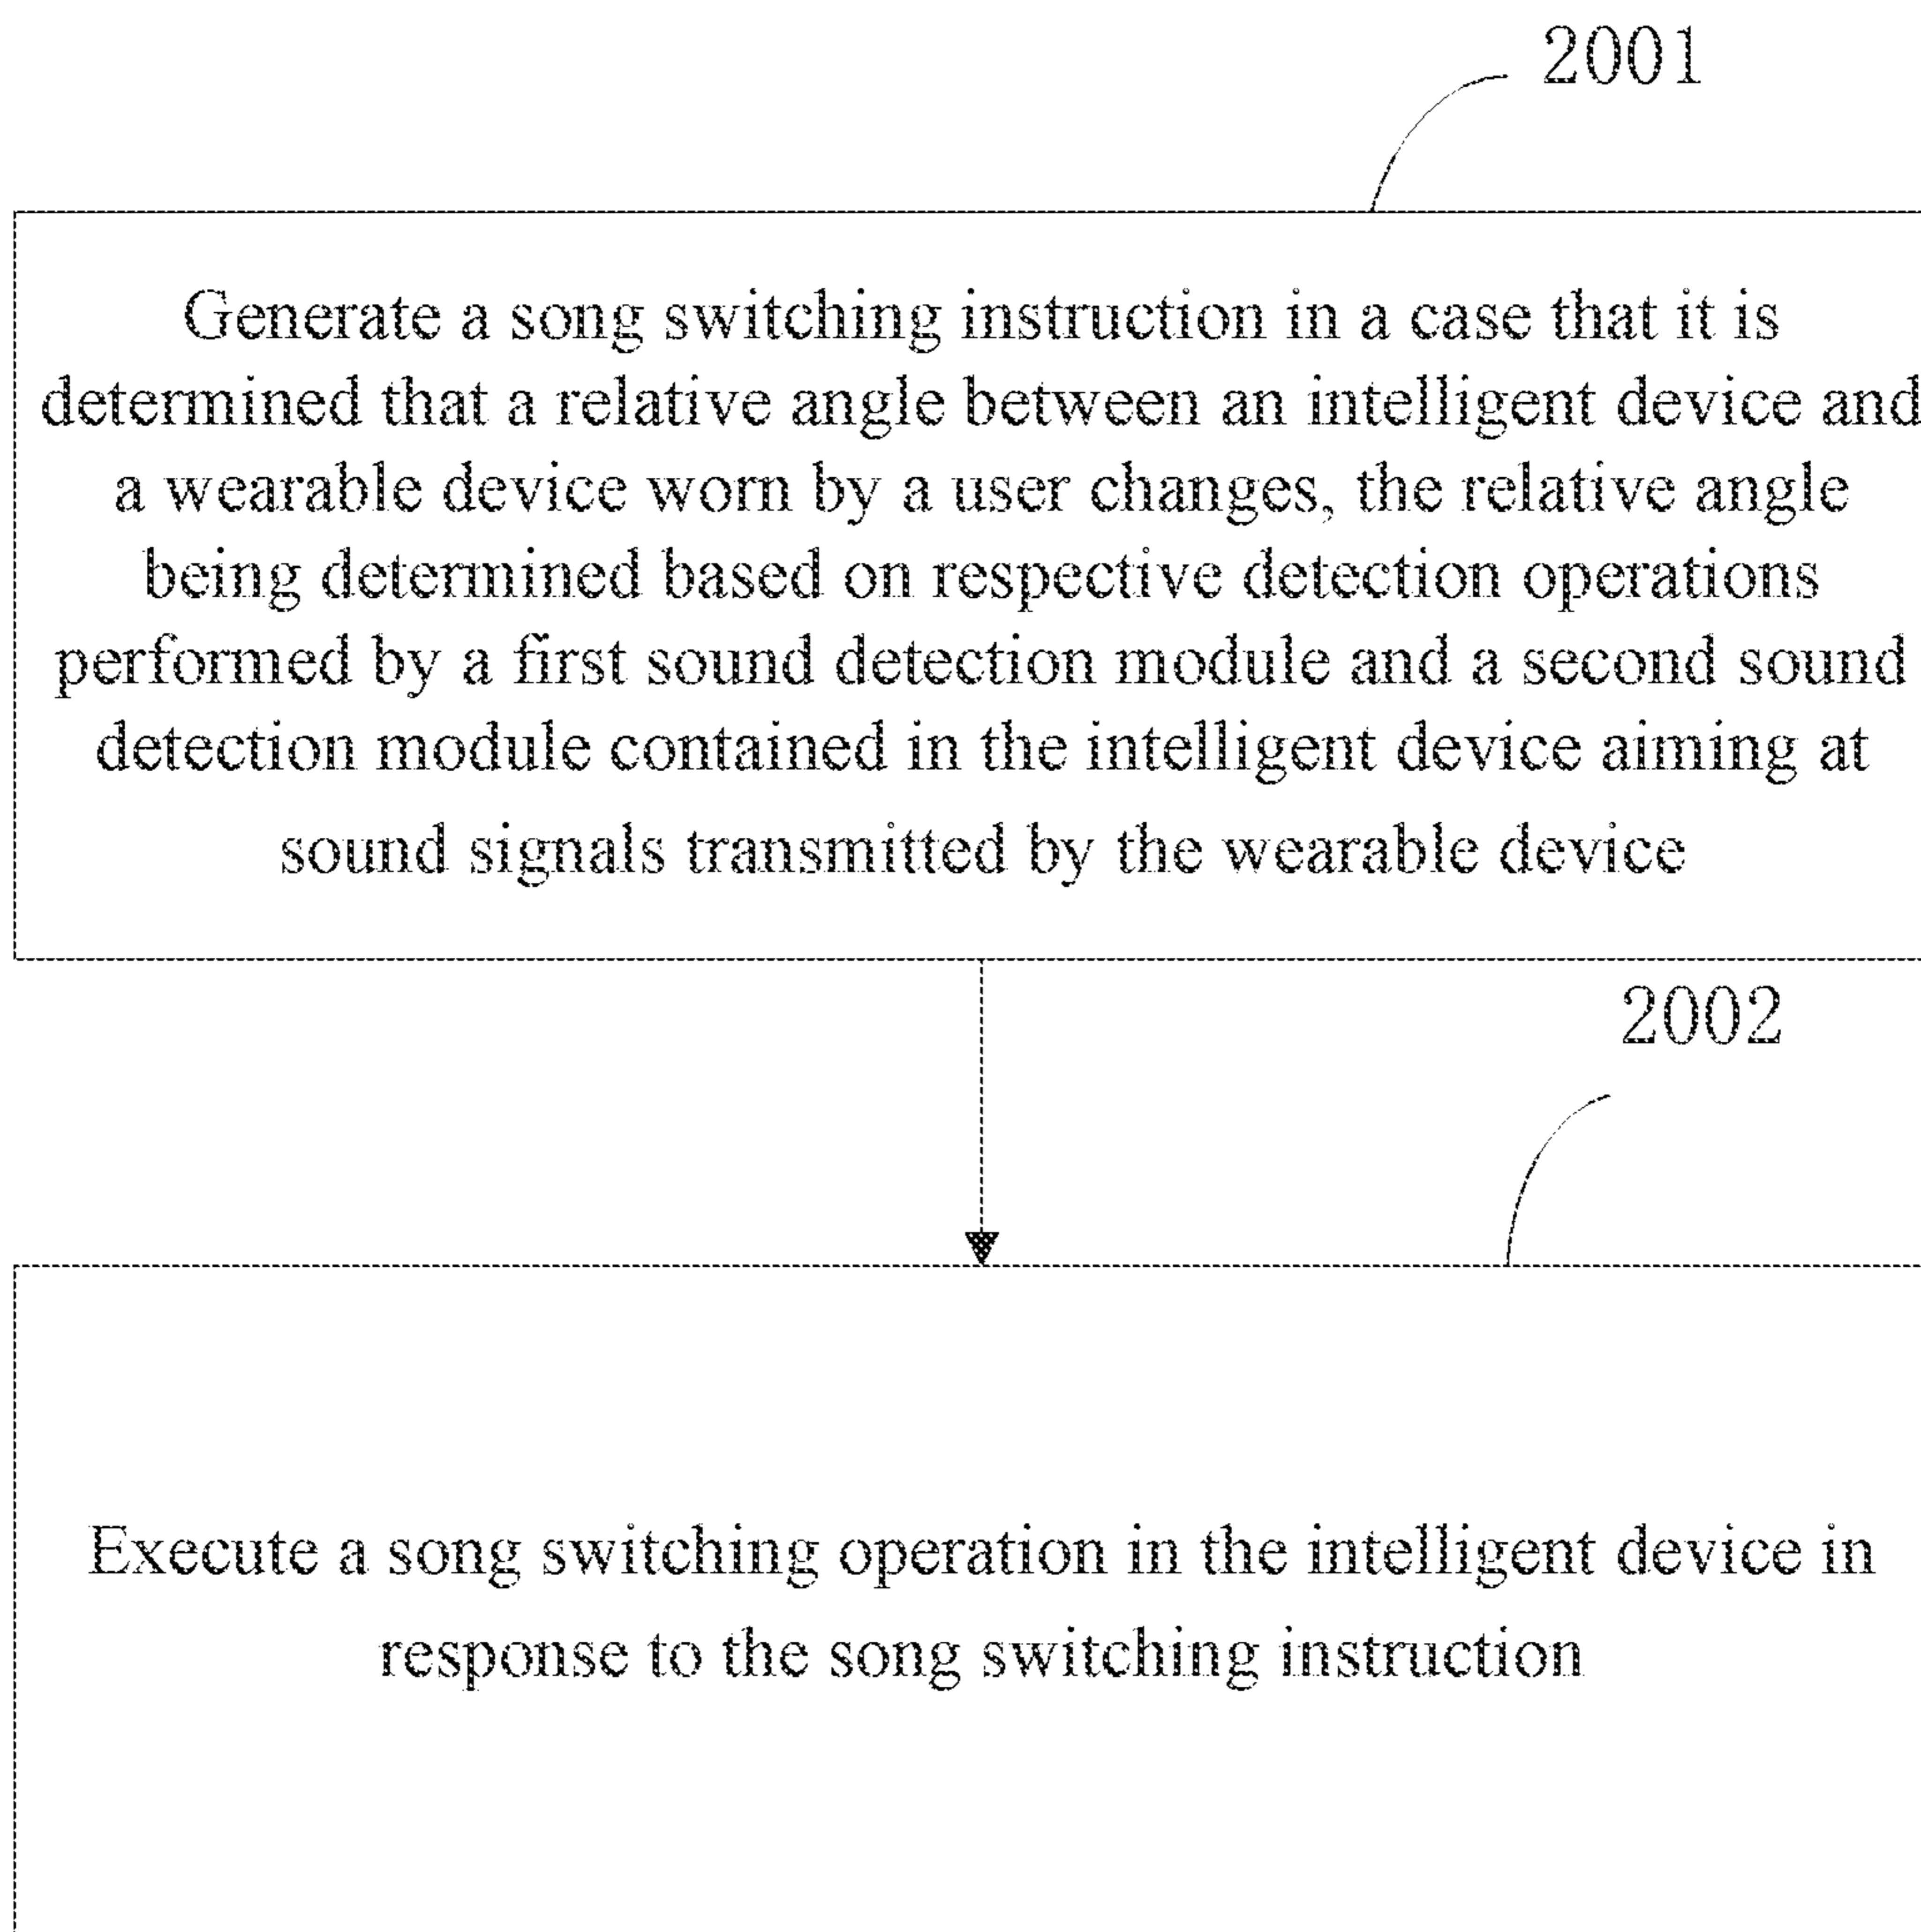 2001
Generate a song switching instruction in a case that it is
determined that a relative angle between an intelligent device and
a wearable device worn by a user changes, the relative angle
being determined based on respective detection operations
performed by a first sound detection module and a second sound
detection module contained in the intelligent device aiming at
sound signals transmitted by the wearable device
2002
Execute a song switching operation in the intelligent device in
response to the song switching instruction